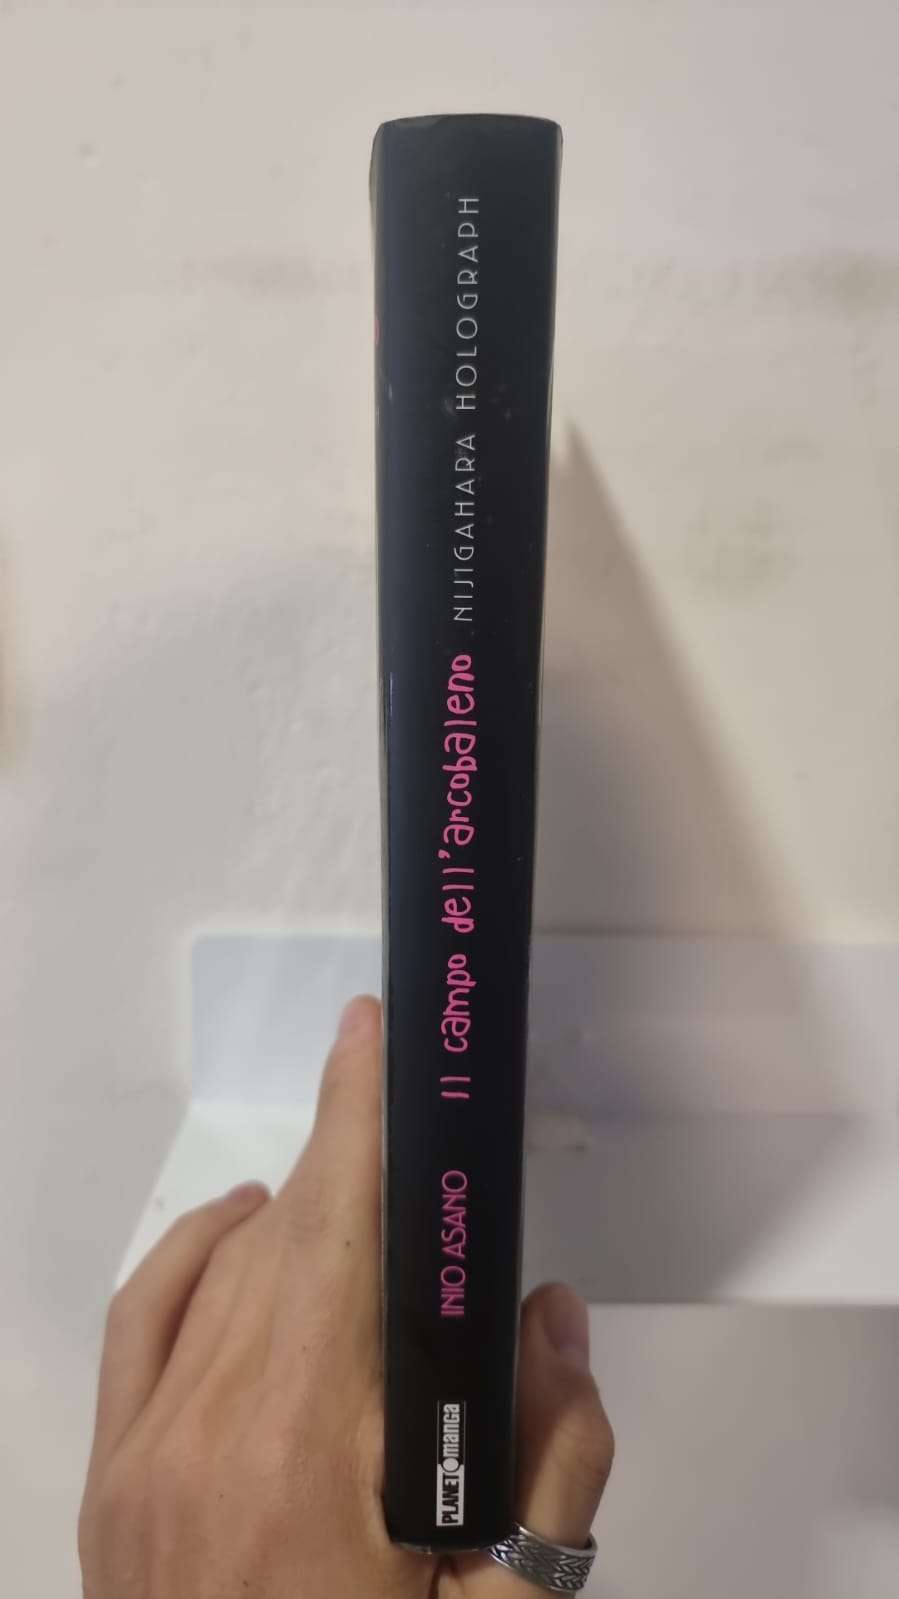 PLANET manga
INIO ASANO
Il campo dell'arcobaleno
NIJIGAHARA HOLOGRAPH